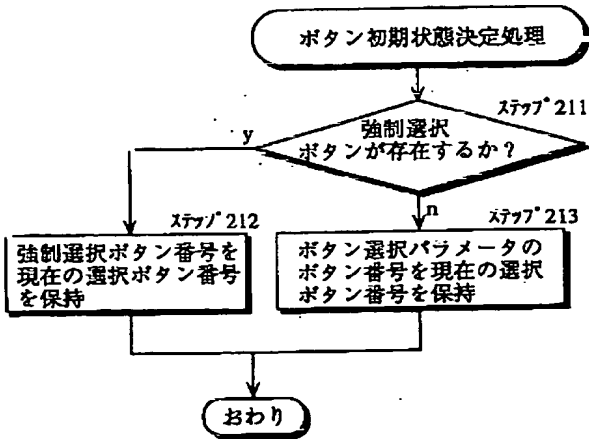 ボタン初期状態決定処理
ステップ211
強制選択
ボタンが存在するか?
y
n
ステップ212
強制選択ボタン番号を
現在の選択ボタン番号
を保持
ステップ213
ボタン選択パラメータの
ボタン番号を現在の選択
ボタン番号を保持
おわり